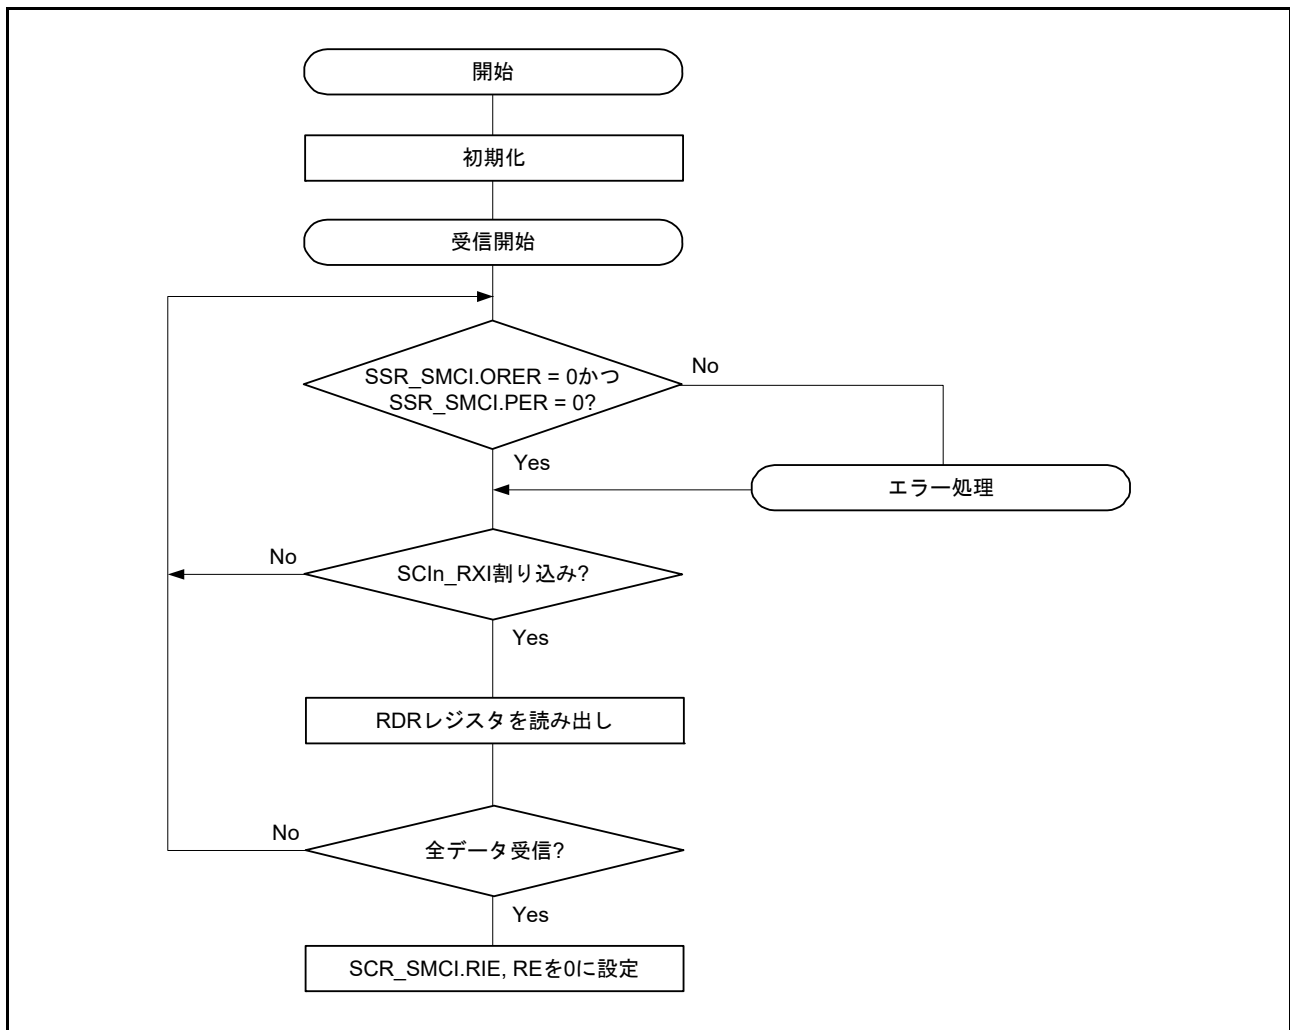 開始
初期化
受信開始
SSR_SMCI.ORER = 0かつ
SSR_SMCI.PER = 0?
No
Yes
エラー処理
No
SCIn_RXI割り込み?
Yes
RDRレジスタを読み出し
No
全データ受信?
Yes
SCR_SMCI.RIE, REを0に設定